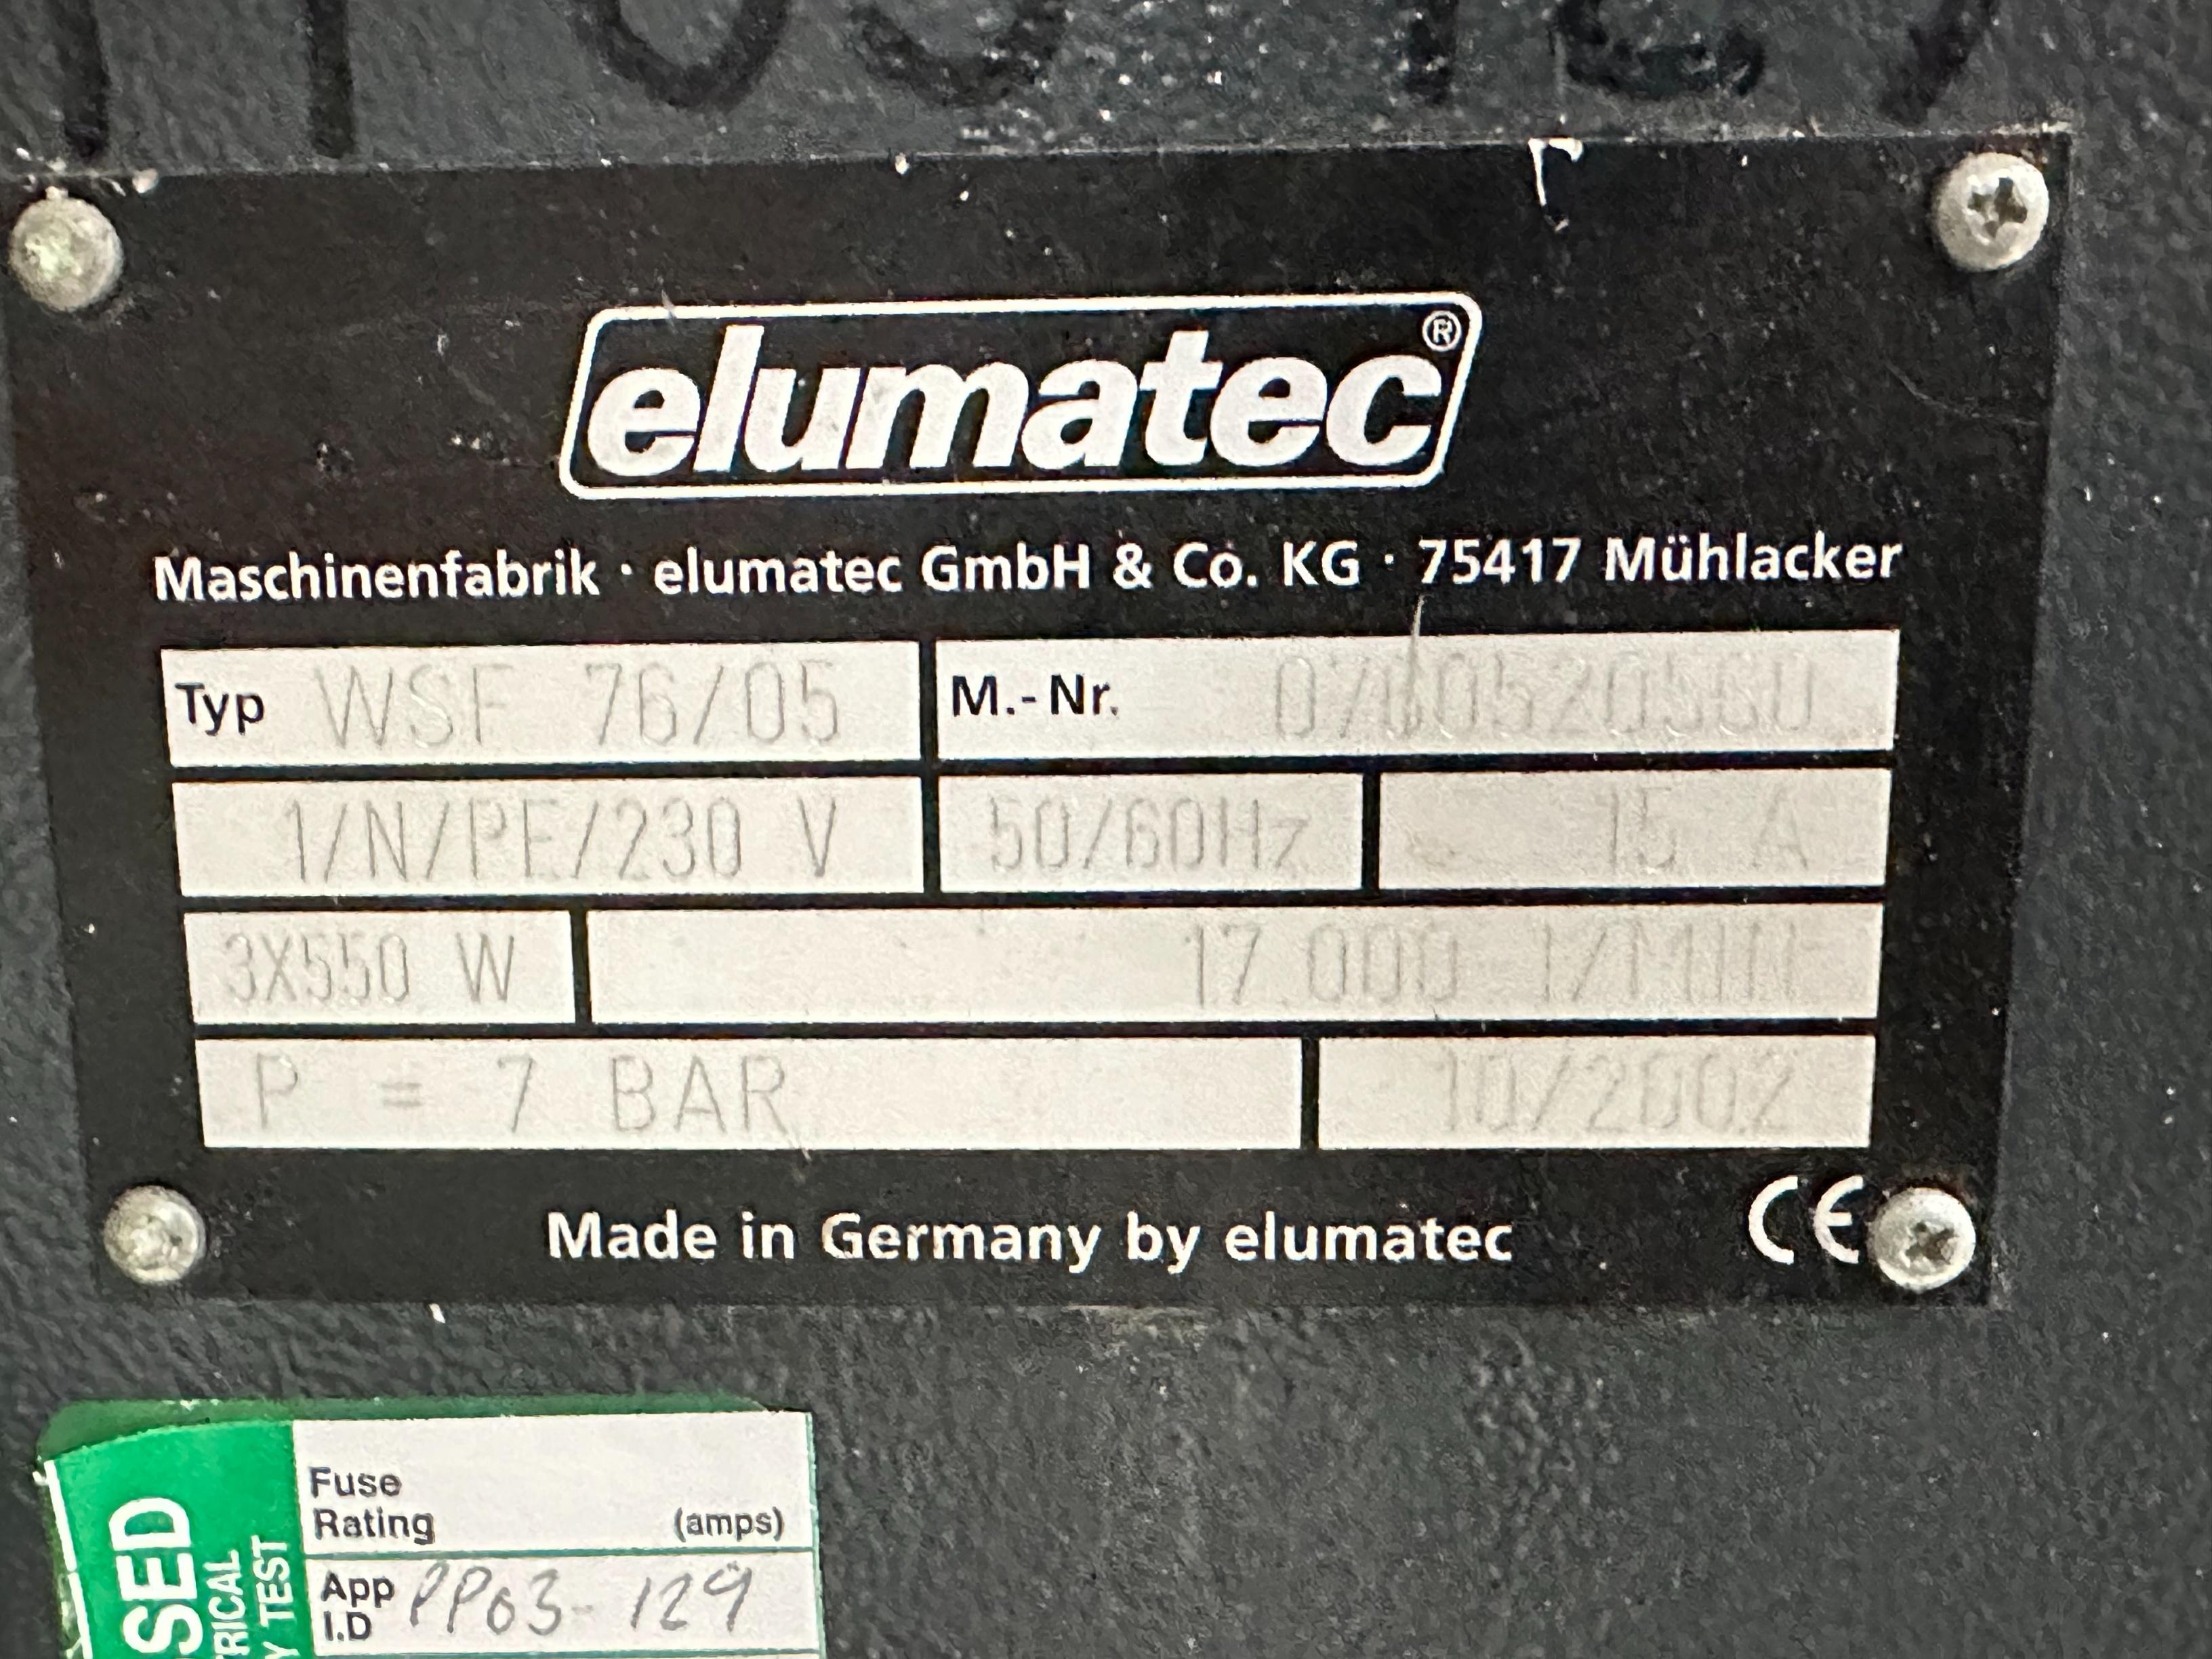 elumatec®
Maschinenfabrik · elumatec GmbH & Co. KG · 75417 Mühlacker
Typ WSF 76/05 M.-Nr.
1/N/PE/230 V 50/60Hz 15 A
3X550 W 17.000 1/MIN
P = 7 BAR 10/2002
Made in Germany by elumatec CE
Fuse
Rating (amps)
App
I.D PP03-129